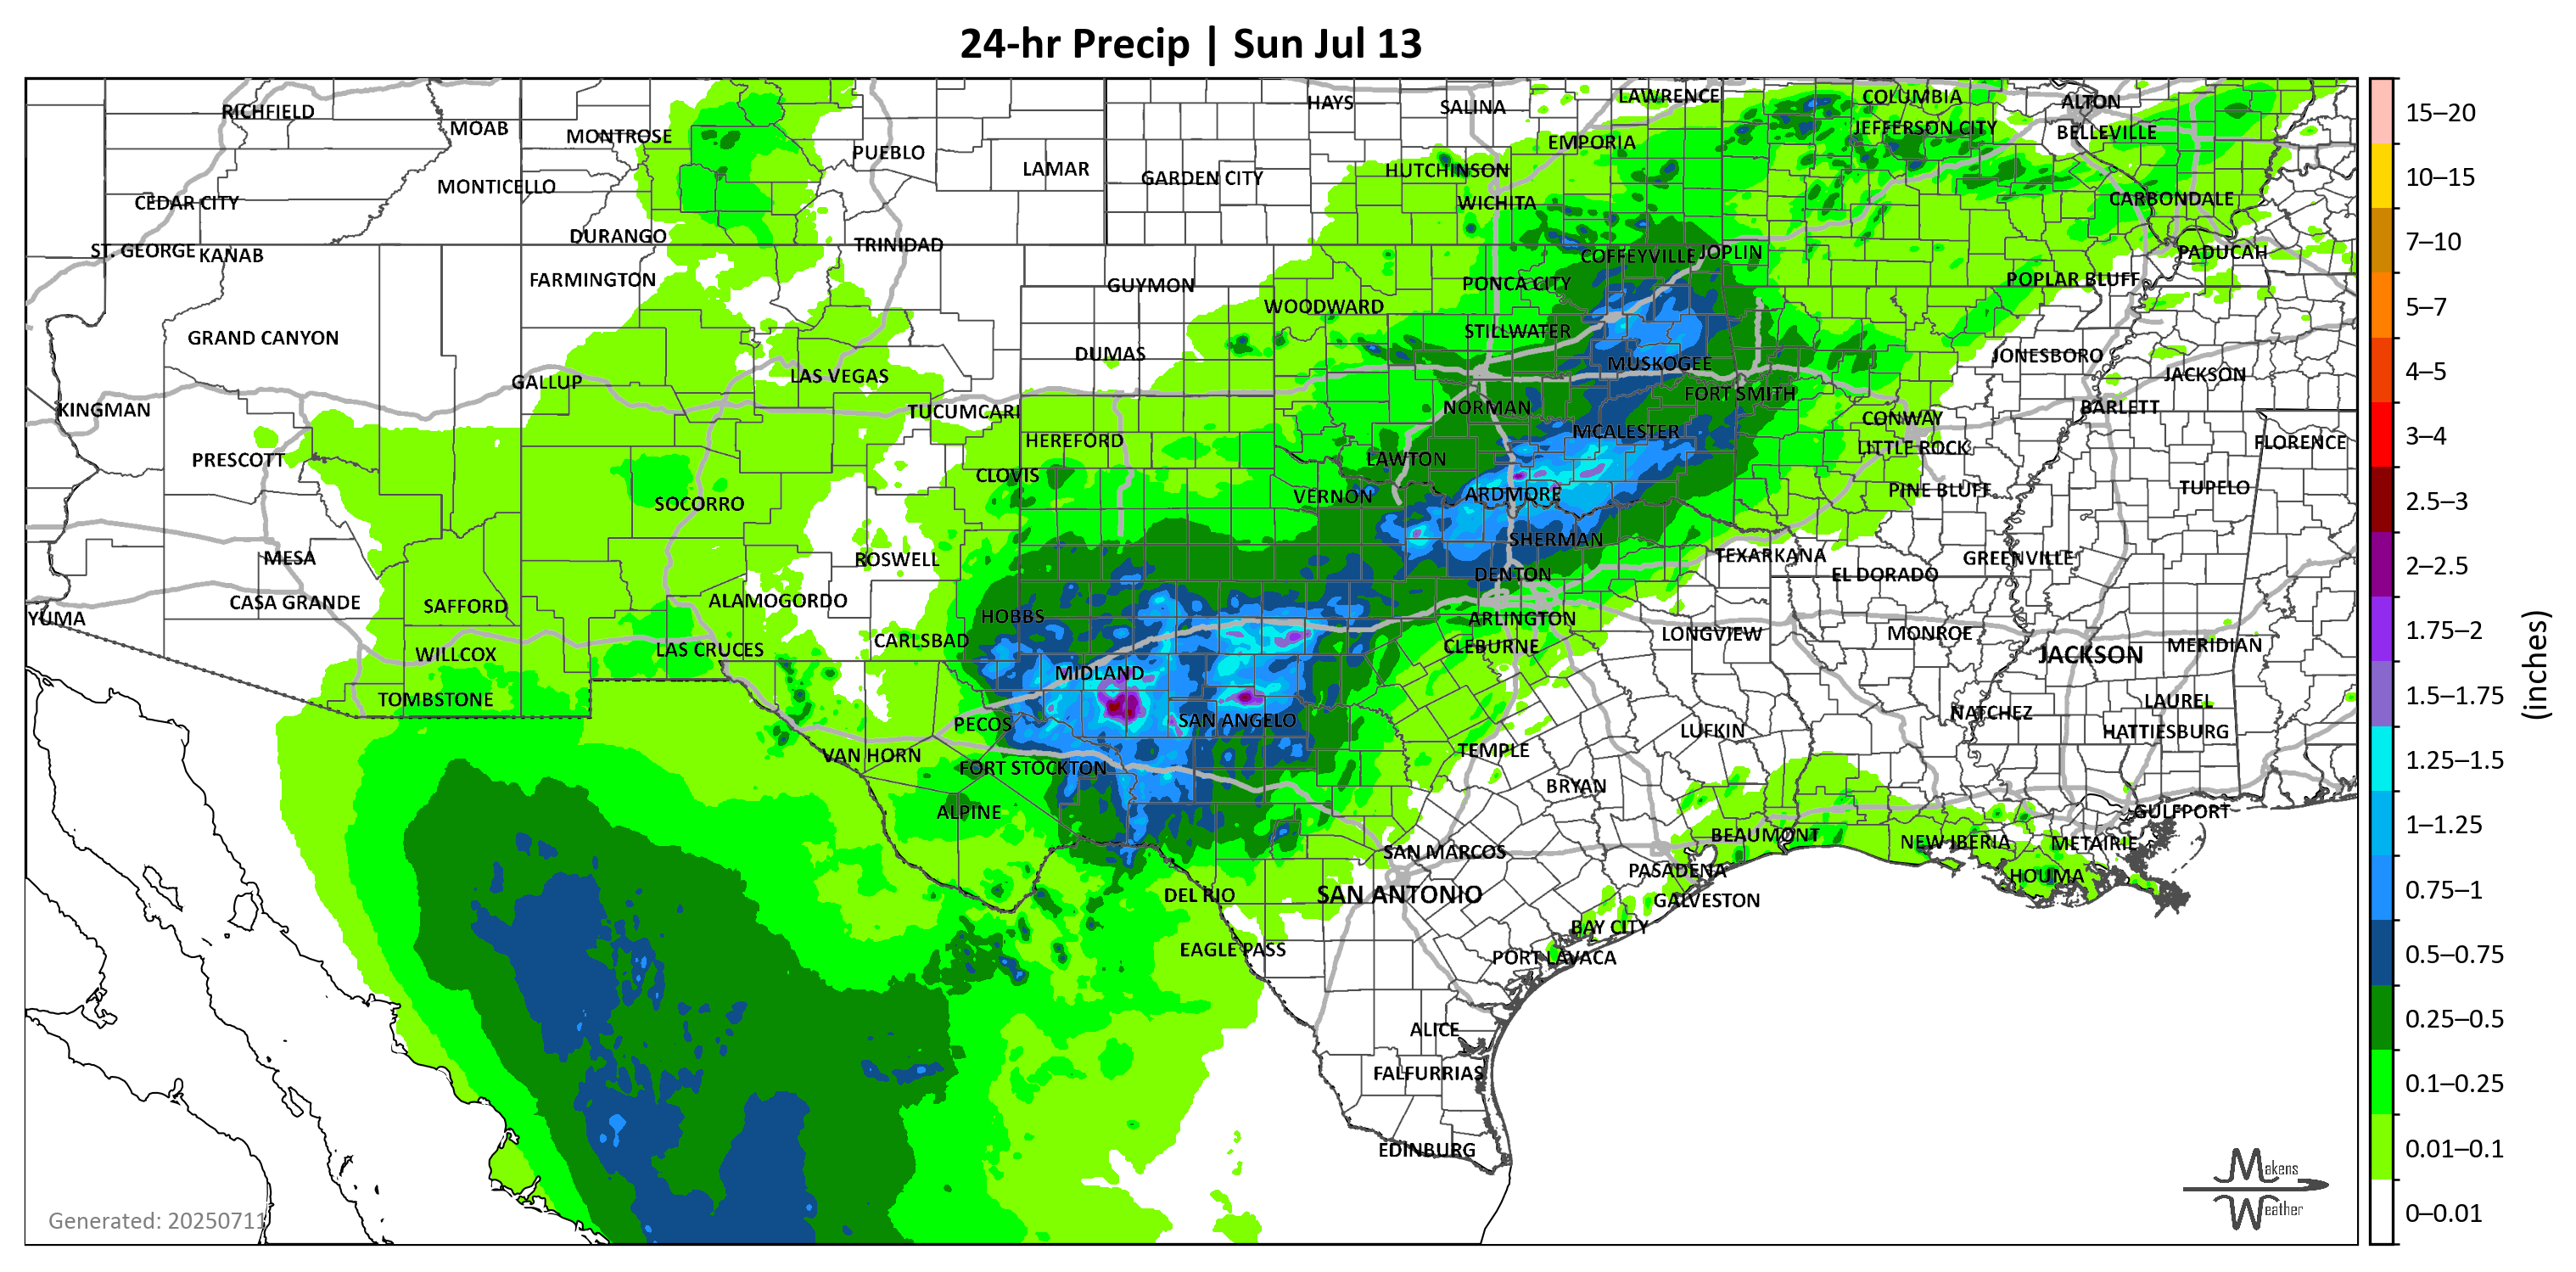 24-hr Precip | Sun Jul 13
RICHFIELD
MOAB
MONTROSE
PUEBLO
LAMAR
HAYS
SALINA
LAWRENCE
COLUMBIA
ALTON
JEFFERSON CITY
BELLEVILLE
EMPORIA
HUTCHINSON
GARDEN CITY
MONTICELLO
CEDAR CITY
WICHITA
CARBONDALE
DURANGO
TRINIDAD
ST. GEORGE
KANAB
COFFEYVILLE
JOPLIN
PADUCAH
FARMINGTON
GUYMON
PONCA CITY
POPLAR BLUFF
WOODWARD
GRAND CANYON
STILLWATER
DUMAS
JONESBORO
MUSKOGEE
JACKSON
GALLUP
LAS VEGAS
FORT SMITH
KINGMAN
TUCUMCARI
NORMAN
BARLETT
CONWAY
MCALESTER
HEREFORD
LITTLE ROCK
FLORENCE
PRESCOTT
LAWTON
CLOVIS
SOCORRO
VERNON
ARDMORE
PINE BLUFF
TUPELO
SHERMAN
MESA
ROSWELL
TEXARKANA
GREENVILLE
DENTON
EL DORADO
CASA GRANDE
SAFFORD
ALAMOGORDO
YUMA
HOBBS
ARLINGTON
LONGVIEW
MONROE
CARLSBAD
CLEBURNE
MERIDIAN
WILLCOX
LAS CRUCES
JACKSON
MIDLAND
TOMBSTONE
LAUREL
NATCHEZ
PECOS
SAN ANGELO
LUFKIN
HATTIESBURG
VAN HORN
TEMPLE
FORT STOCKTON
BRYAN
ALPINE
GULFPORT
BEAUMONT
NEW IBERIA
METAIRIE
SAN MARCOS
PASADENA
HOUMA
DEL RIO
SAN ANTONIO
GALVESTON
BAY CITY
EAGLE PASS
PORT LAVACA
ALICE
FALFURRIAS
EDINBURG
Generated: 20250711
Makens
Weather
15–20
10–15
7–10
5–7
4–5
3–4
2.5–3
2–2.5
1.75–2
1.5–1.75
1.25–1.5
1–1.25
0.75–1
0.5–0.75
0.25–0.5
0.1–0.25
0.01–0.1
0–0.01
(inches)